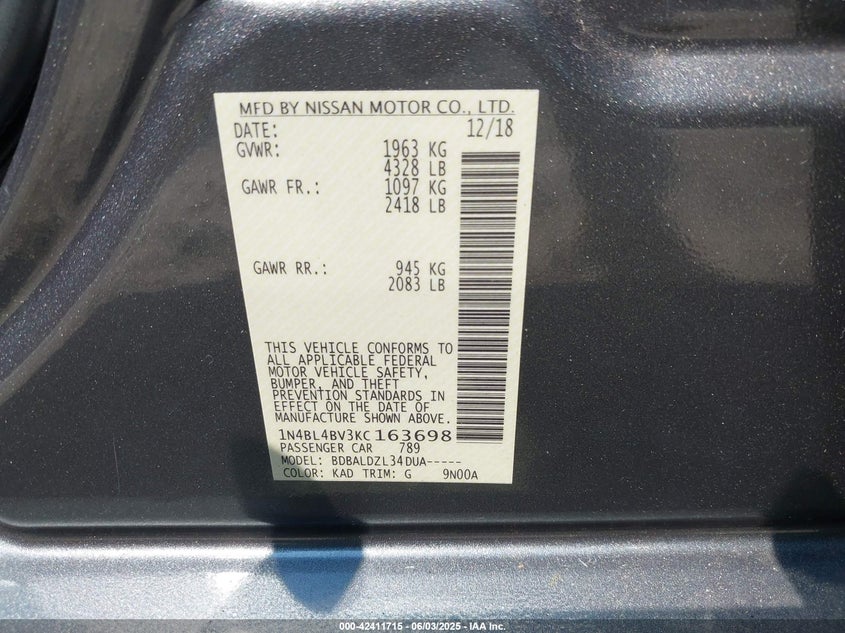 MFD BY NISSAN MOTOR CO., LTD.
DATE: 12/18
GVWR: 1963 KG
4328 LB
GAWR FR.: 1097 KG
2418 LB
GAWR RR.: 945 KG
2083 LB
THIS VEHICLE CONFORMS TO
ALL APPLICABLE FEDERAL
MOTOR VEHICLE SAFETY,
BUMPER, AND THEFT
PREVENTION STANDARDS IN
EFFECT ON THE DATE OF
MANUFACTURE SHOWN ABOVE.
1N4BL4BV3KC163698
PASSENGER CAR 789
MODEL: BDBALDZL34DUA-----
COLOR: KAD TRIM: G 9N00A
000-42411715 - 06/03/2025 - IAA Inc.